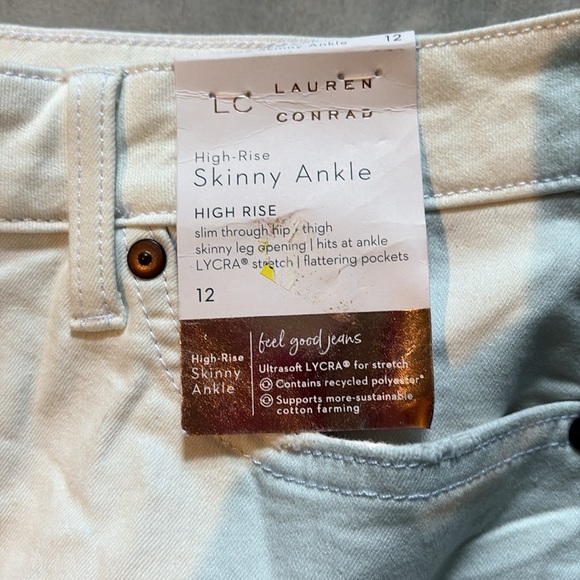 Skinny Ankle 12
LC LAUREN
CONRAD
High-Rise
Skinny Ankle
HIGH RISE
slim through hip / thigh
skinny leg opening | hits at ankle
LYCRA® stretch | flattering pockets
12
High-Rise
Skinny
Ankle
feel good jeans
Ultrasoft LYCRA® for stretch
Contains recycled polyester*
Supports more-sustainable
cotton farming